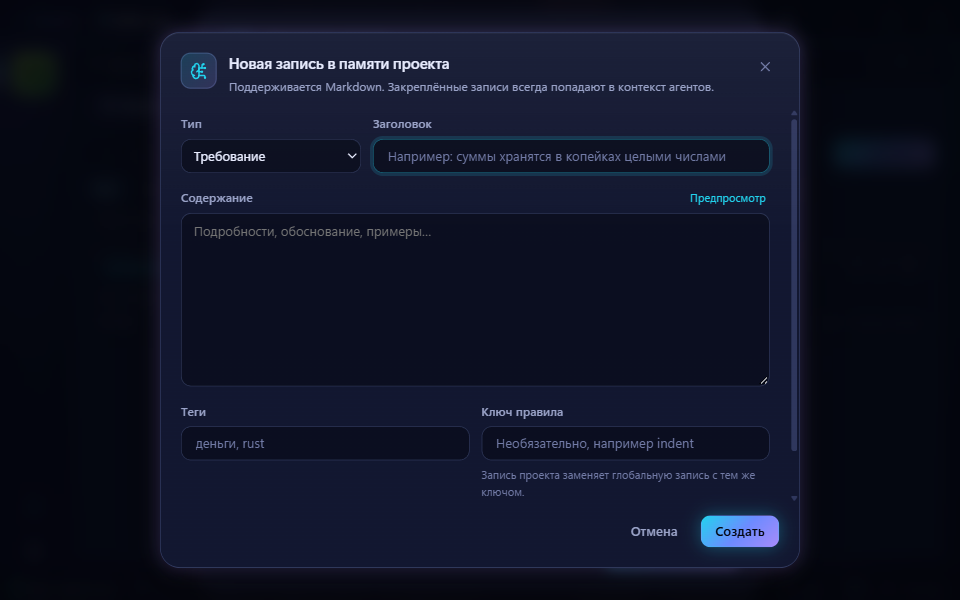 Новая запись в памяти проекта
Поддерживается Markdown. Закреплённые записи всегда попадают в контекст агентов.
Тип
Заголовок
Требование
Например: суммы хранятся в копейках целыми числами
Содержание
Предпросмотр
Подробности, обоснование, примеры...
Теги
Ключ правила
деньги, rust
Необязательно, например indent
Запись проекта заменяет глобальную запись с тем же
ключом.
Отмена
Создать